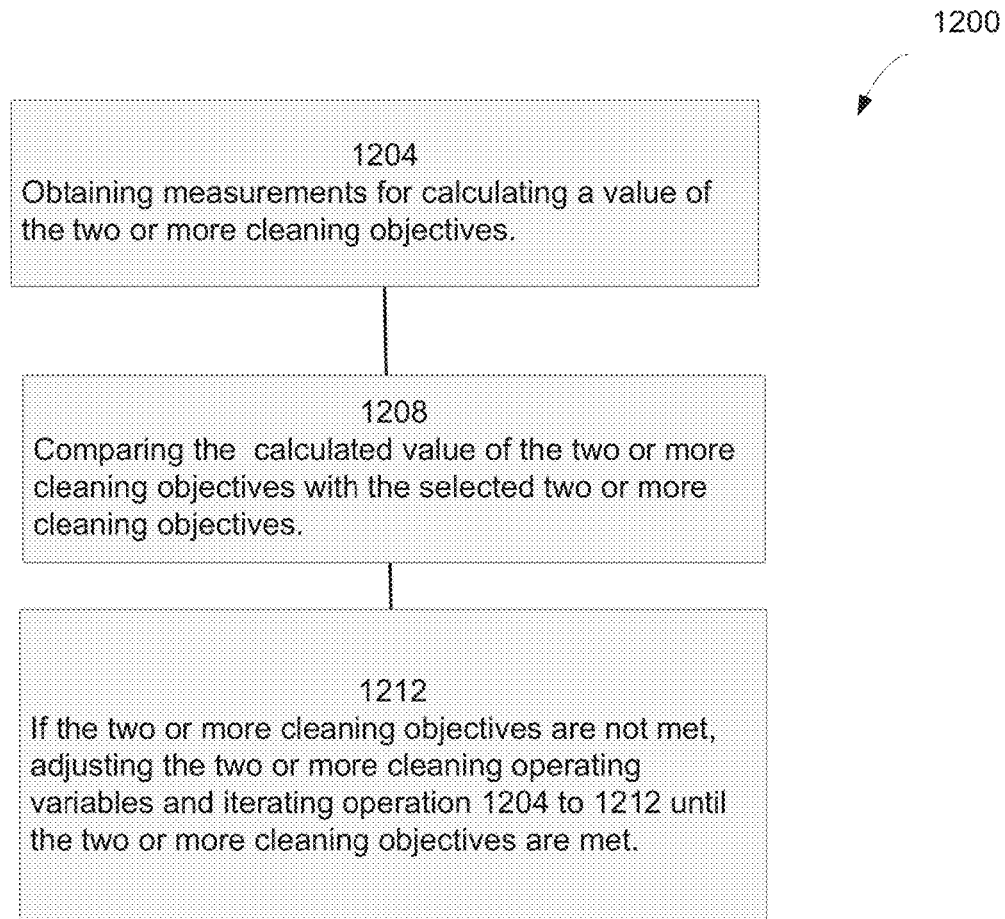 1200
1204
Obtaining measurements for calculating a value of
the two or more cleaning objectives.
1208
Comparing the calculated value of the two or more
cleaning objectives with the selected two or more
cleaning objectives.
1212
If the two or more cleaning objectives are not met,
adjusting the two or more cleaning operating
variables and iterating operation 1204 to 1212 until
the two or more cleaning objectives are met.